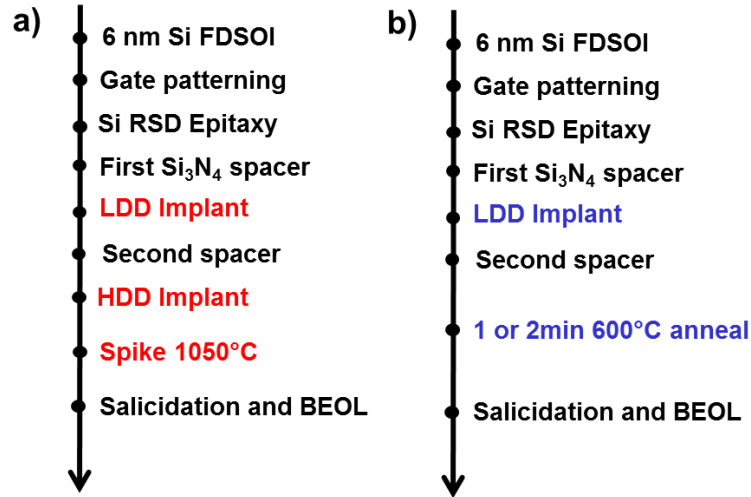 a)
6 nm Si FDSOI
Gate patterning
Si RSD Epitaxy
First Si₃N₄ spacer
LDD Implant
Second spacer
HDD Implant
Spike 1050°C
Salicidation and BEOL
b)
6 nm Si FDSOI
Gate patterning
Si RSD Epitaxy
First Si₃N₄ spacer
LDD Implant
Second spacer
1 or 2min 600°C anneal
Salicidation and BEOL